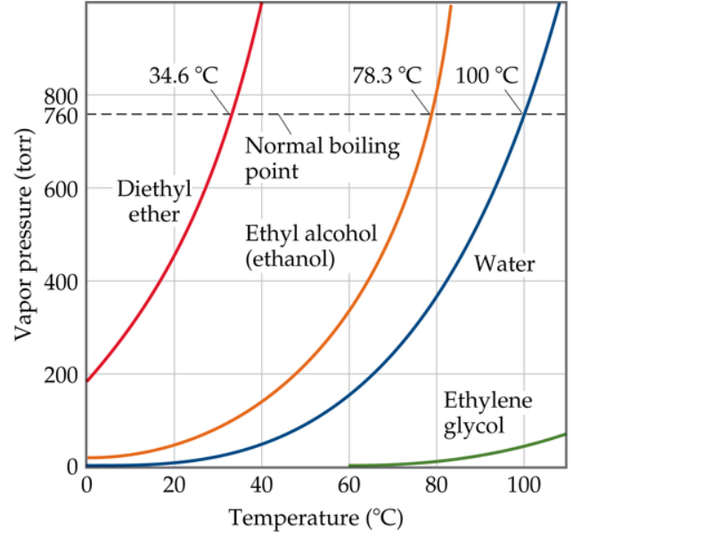 34.6 °C
78.3 °C
100 °C
800
760
Normal boiling
point
600
Diethyl
ether
Ethyl alcohol
(ethanol)
Water
400
200
Ethylene
glycol
0
0 20 40 60 80 100
Temperature (°C)
Vapor pressure (torr)